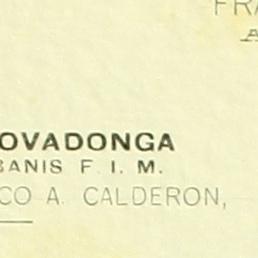 FRA
OVADONGA
BANIS F. I. M.
CO A. CALDERON,